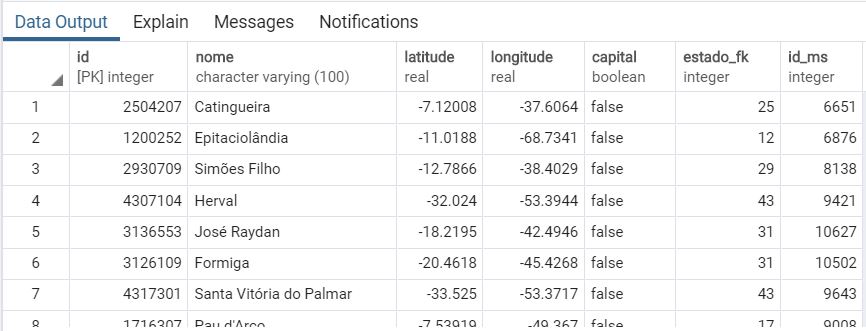 Data Output Explain Messages Notifications
id nome latitude longitude capital estado_fk id_ms
[PK] integer character varying (100) real real boolean integer integer
1 2504207 Catingueira -7.12008 -37.6064 false 25 6651
2 1200252 Epitaciolândia -11.0188 -68.7341 false 12 6876
3 2930709 Simões Filho -12.7866 -38.4029 false 29 8138
4 4307104 Herval -32.024 -53.3944 false 43 9421
5 3136553 José Raydan -18.2195 -42.4946 false 31 10627
6 3126109 Formiga -20.4618 -45.4268 false 31 10502
7 4317301 Santa Vitória do Palmar -33.525 -53.3717 false 43 9643
8 1716307 Pau d'Arco -7.53919 -49.367 false 17 9008